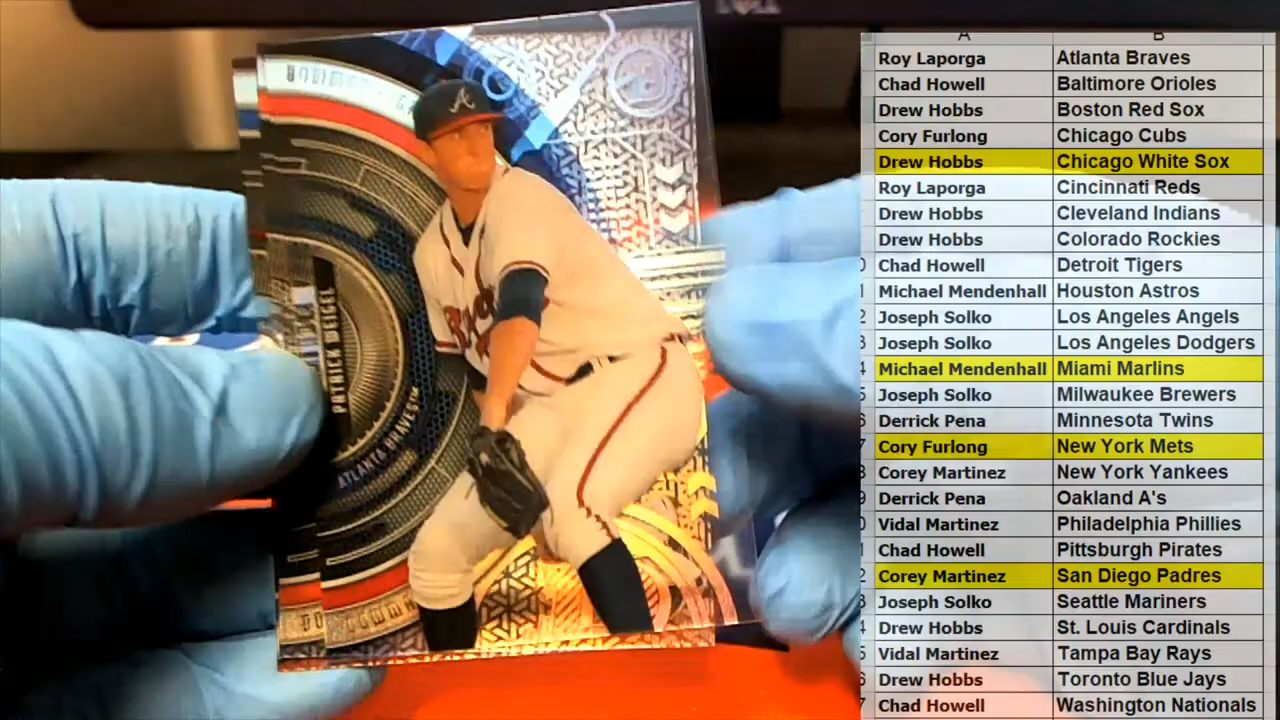 A B
Roy Laporga Atlanta Braves
Chad Howell Baltimore Orioles
Drew Hobbs Boston Red Sox
Cory Furlong Chicago Cubs
Drew Hobbs Chicago White Sox
Roy Laporga Cincinnati Reds
Drew Hobbs Cleveland Indians
Drew Hobbs Colorado Rockies
Chad Howell Detroit Tigers
Michael Mendenhall Houston Astros
Joseph Solko Los Angeles Angels
Joseph Solko Los Angeles Dodgers
Michael Mendenhall Miami Marlins
Joseph Solko Milwaukee Brewers
Derrick Pena Minnesota Twins
Cory Furlong New York Mets
Corey Martinez New York Yankees
Derrick Pena Oakland A's
Vidal Martinez Philadelphia Phillies
Chad Howell Pittsburgh Pirates
Corey Martinez San Diego Padres
Joseph Solko Seattle Mariners
Drew Hobbs St. Louis Cardinals
Vidal Martinez Tampa Bay Rays
Drew Hobbs Toronto Blue Jays
Chad Howell Washington Nationals
PATRICK WEIGEL
ATLANTA BRAVES™
A